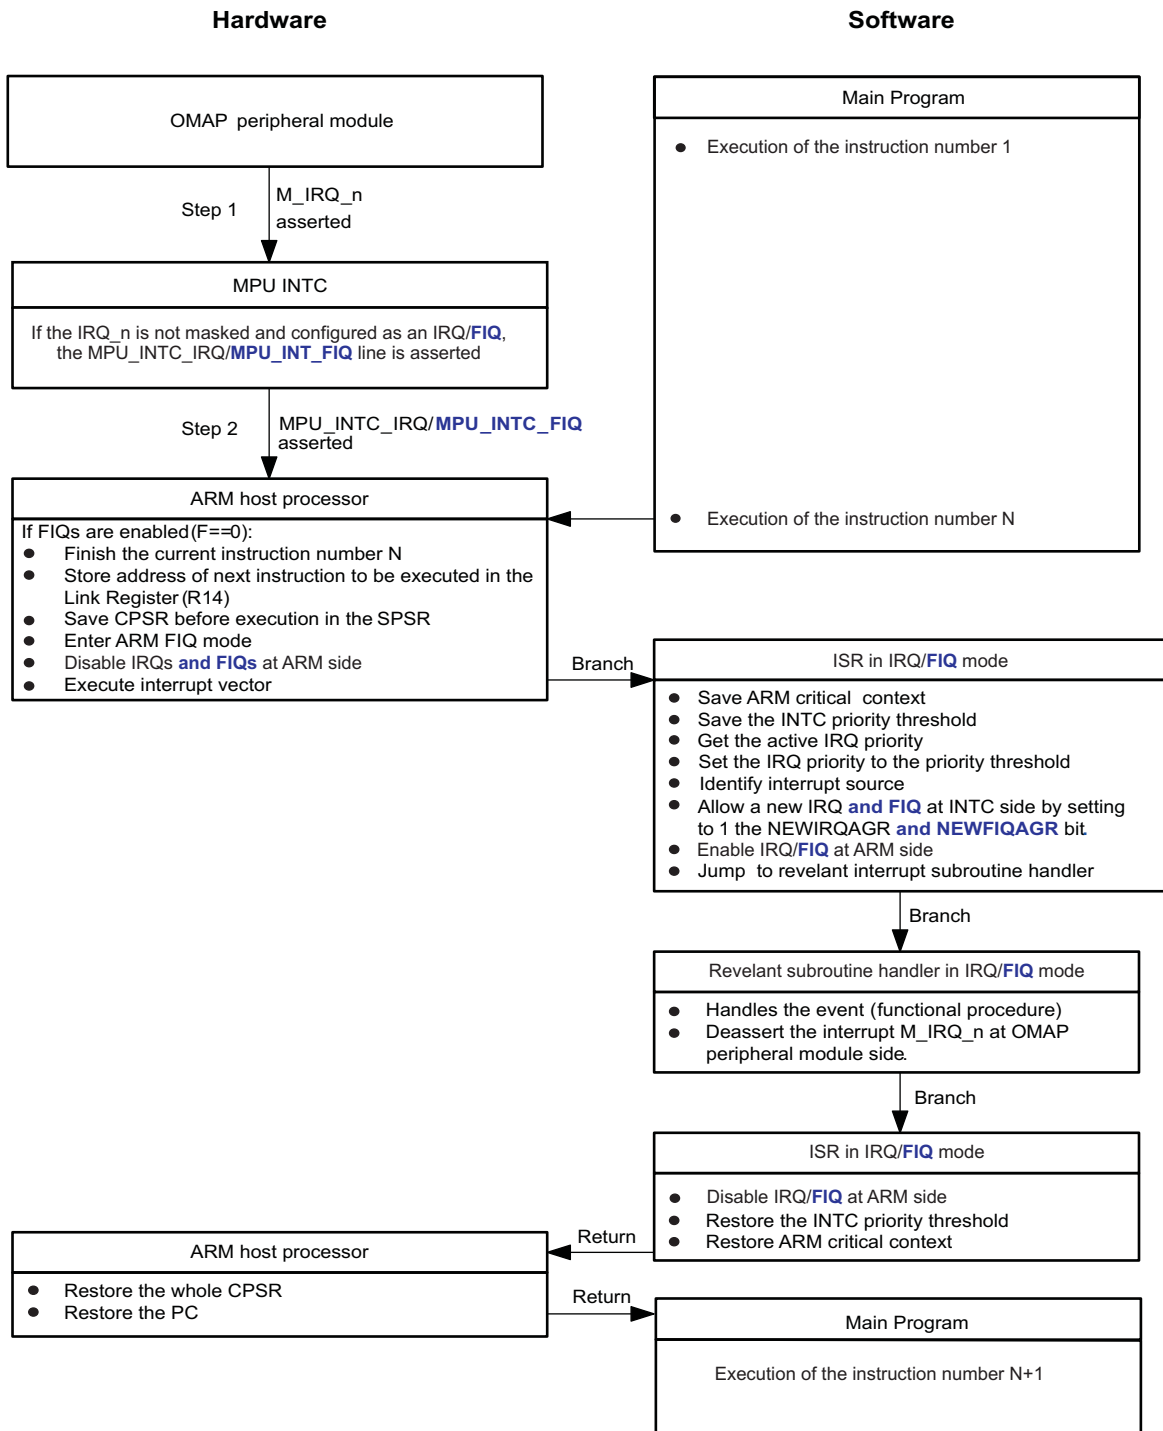 Hardware
Software
OMAP peripheral module
Main Program
● Execution of the instruction number 1
Step 1
M_IRQ_n
asserted
MPU INTC
If the IRQ_n is not masked and configured as an IRQ/FIQ,
the MPU_INTC_IRQ/MPU_INT_FIQ line is asserted
Step 2
MPU_INTC_IRQ/MPU_INTC_FIQ
asserted
ARM host processor
● Execution of the instruction number N
If FIQs are enabled(F==0):
● Finish the current instruction number N
● Store address of next instruction to be executed in the
Link Register (R14)
● Save CPSR before execution in the SPSR
● Enter ARM FIQ mode
● Disable IRQs and FIQs at ARM side
● Execute interrupt vector
Branch
ISR in IRQ/FIQ mode
● Save ARM critical context
● Save the INTC priority threshold
● Get the active IRQ priority
● Set the IRQ priority to the priority threshold
● Identify interrupt source
● Allow a new IRQ and FIQ at INTC side by setting
to 1 the NEWIRQAGR and NEWFIQAGR bit.
● Enable IRQ/FIQ at ARM side
● Jump to revelant interrupt subroutine handler
Branch
Revelant subroutine handler in IRQ/FIQ mode
● Handles the event (functional procedure)
● Deassert the interrupt M_IRQ_n at OMAP
peripheral module side.
Branch
ISR in IRQ/FIQ mode
● Disable IRQ/FIQ at ARM side
● Restore the INTC priority threshold
● Restore ARM critical context
Return
ARM host processor
● Restore the whole CPSR
● Restore the PC
Return
Main Program
Execution of the instruction number N+1